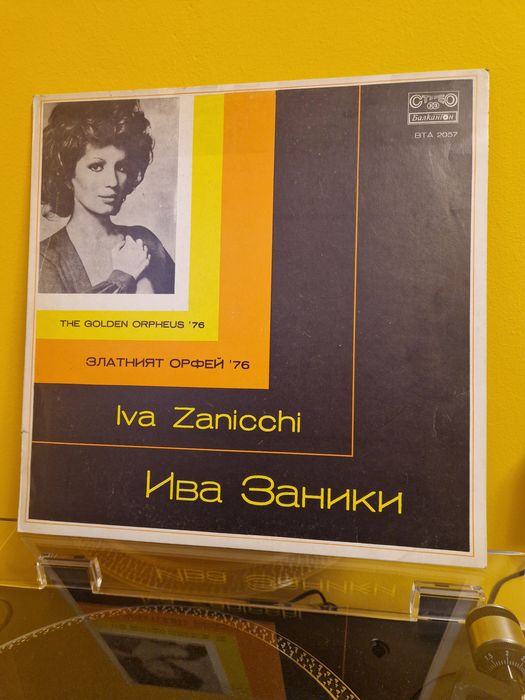 СТЕРЕО
Балкантон
ВТА 2057
THE GOLDEN ORPHEUS '76
ЗЛАТНИЯТ ОРФЕЙ '76
Iva Zanicchi
Ива Заники